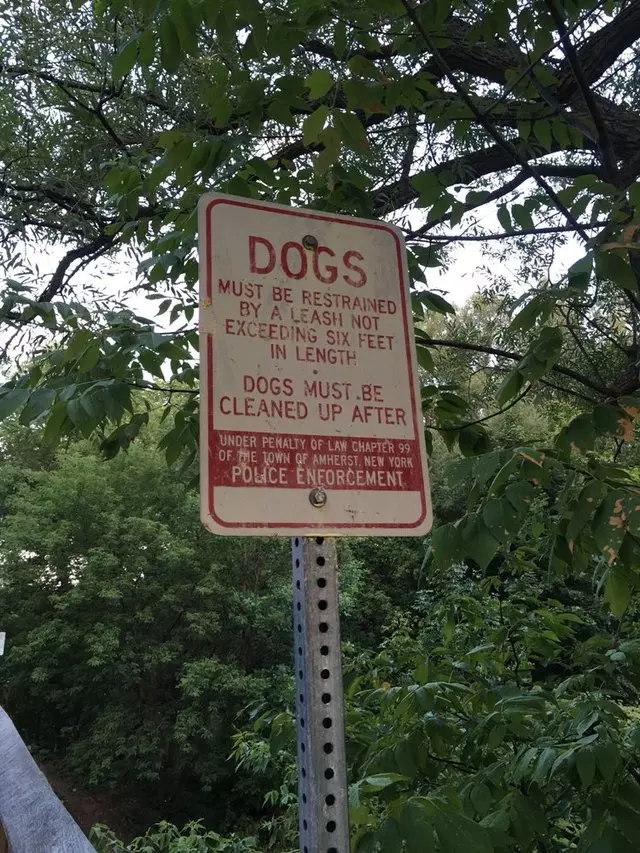 DOGS
MUST BE RESTRAINED
BY A LEASH NOT
EXCEEDING SIX FEET
IN LENGTH
DOGS MUST BE
CLEANED UP AFTER
UNDER PENALTY OF LAW CHAPTER 99
OF THE TOWN OF AMHERST, NEW YORK
POLICE ENFORCEMENT